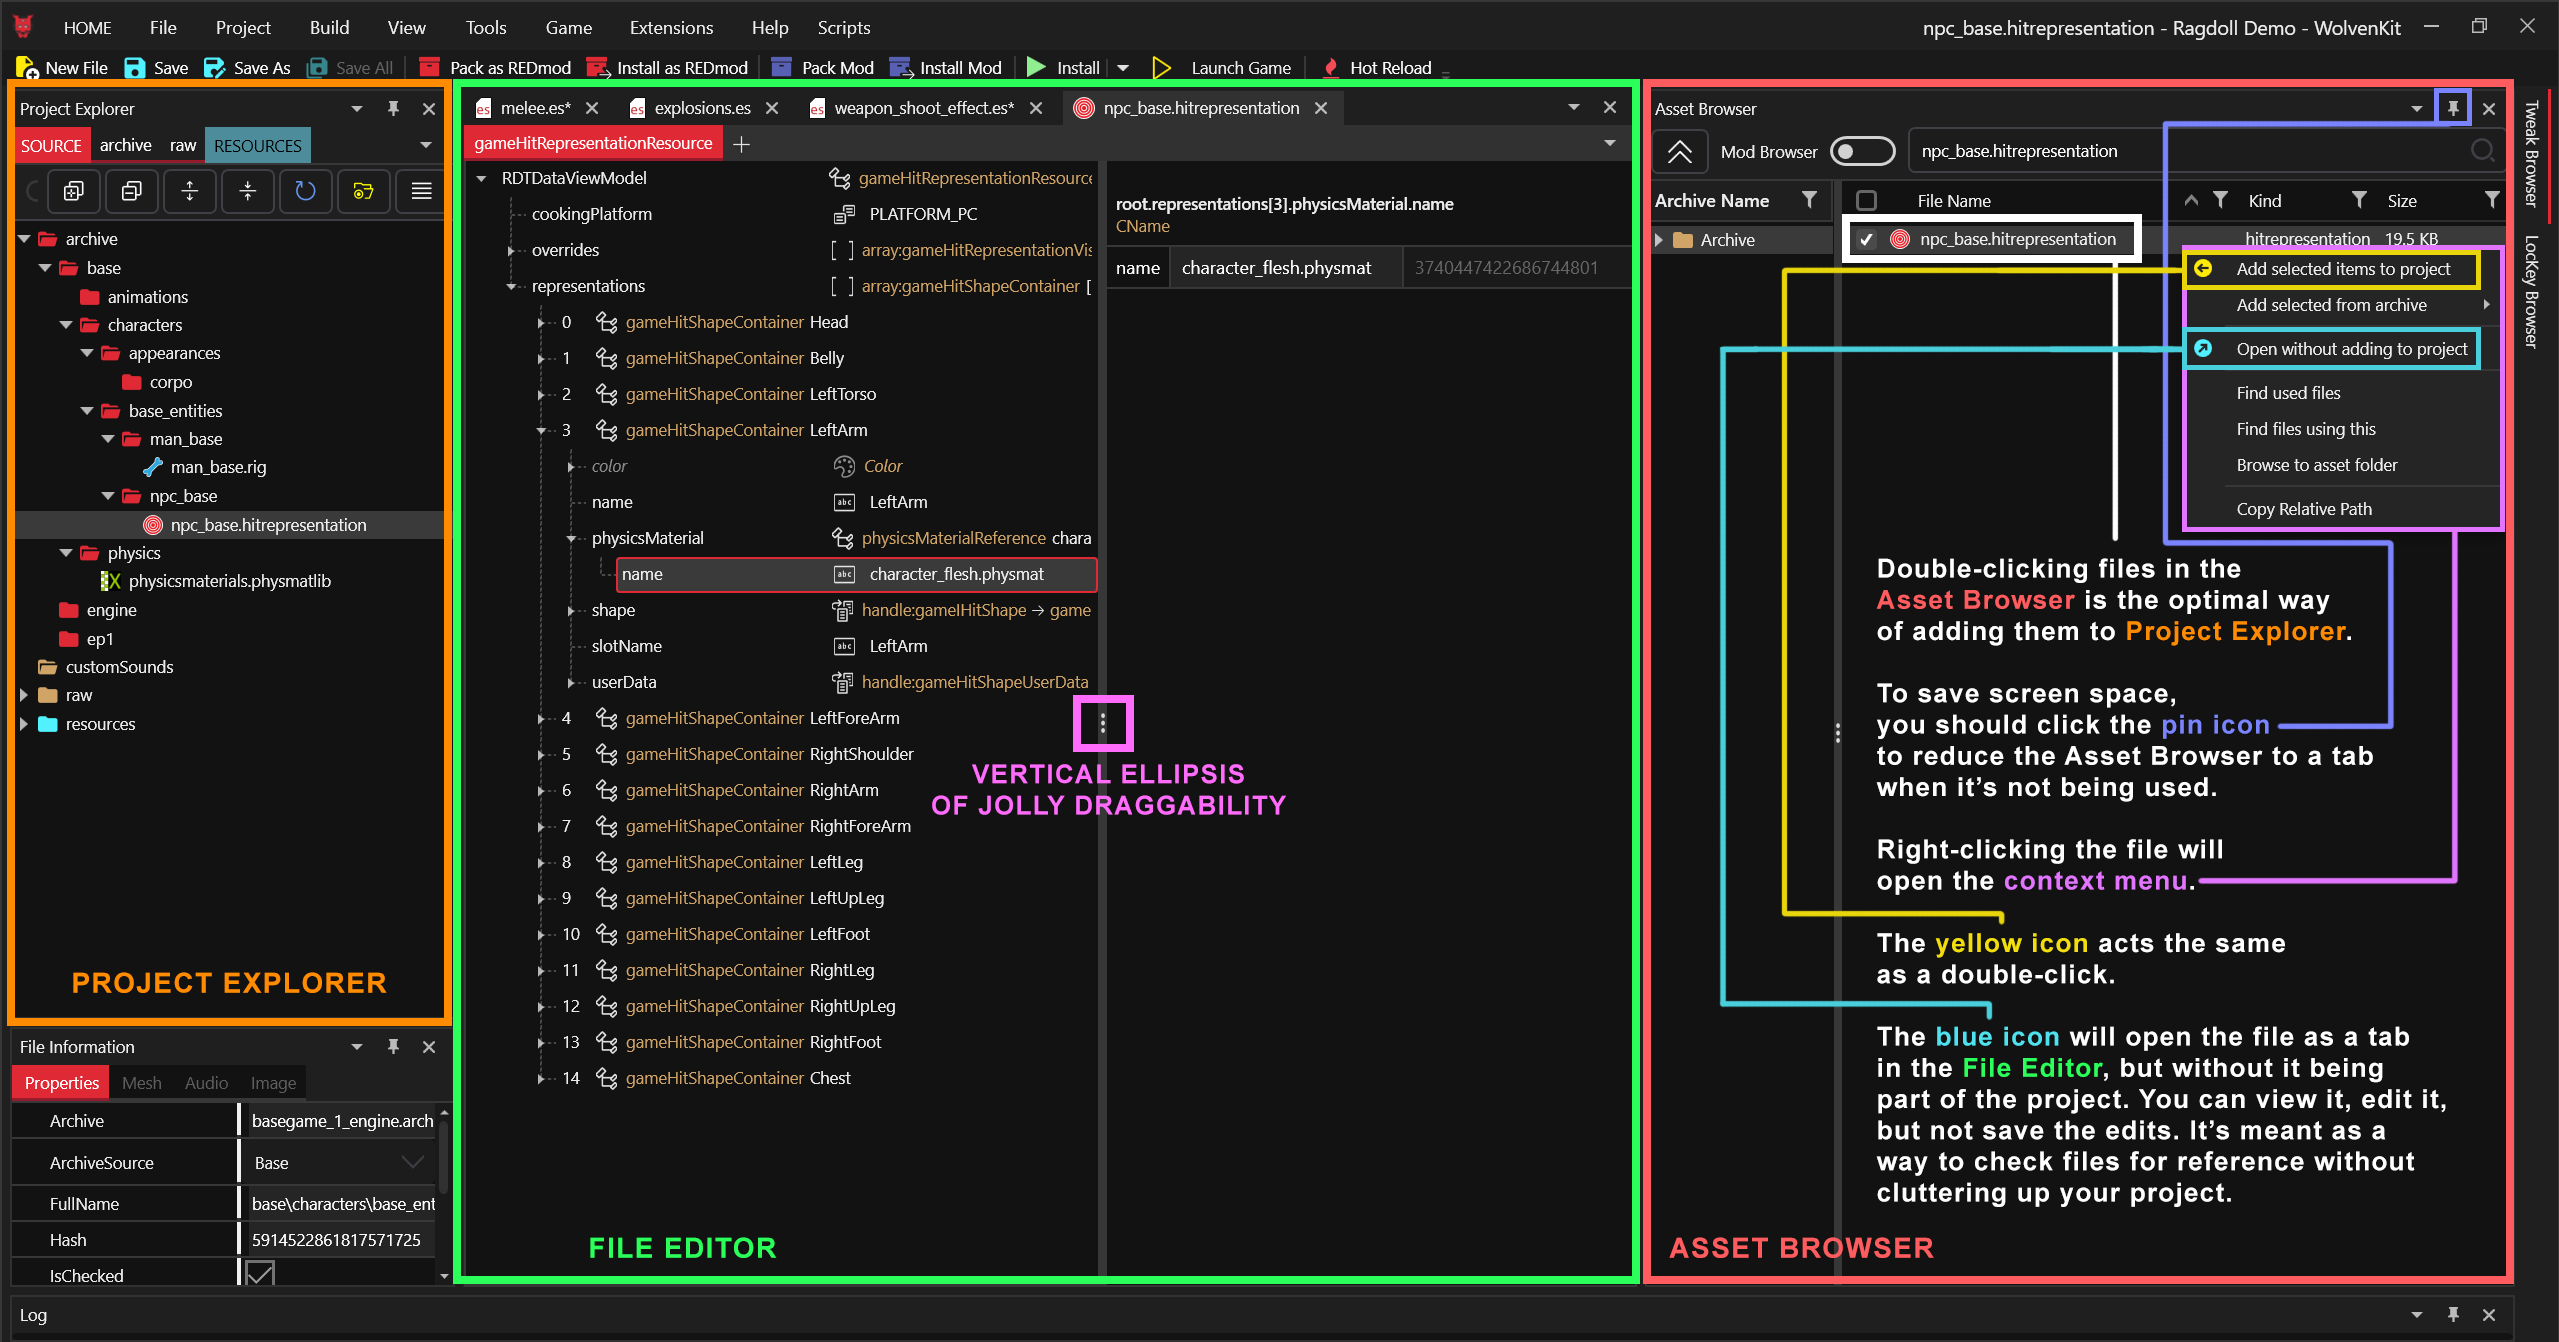 HOME File Project Build View Tools Game Extensions Help Scripts
npc_base.hitrepresentation - Ragdoll Demo - WolvenKit
New File Save Save As Save All Pack as REDmod Install as REDmod Pack Mod Install Mod Install Launch Game Hot Reload
Project Explorer
SOURCE archive raw RESOURCES
archive
base
animations
characters
appearances
corpo
base_entities
man_base
man_base.rig
npc_base
npc_base.hitrepresentation
physics
physicsmaterials.physmatlib
engine
ep1
customSounds
raw
resources
PROJECT EXPLORER
File Information
Properties Mesh Audio Image
Archive basegame_1_engine.arch
ArchiveSource Base
FullName base\characters\base_ent
Hash 5914522861817571725
IsChecked
Log
melee.es* explosions.es weapon_shoot_effect.es* npc_base.hitrepresentation
gameHitRepresentationResource
RDTDataViewModel gameHitRepresentationResource
cookingPlatform PLATFORM_PC
overrides [ ] array:gameHitRepresentationVis
representations [ ] array:gameHitShapeContainer [
0 gameHitShapeContainer Head
1 gameHitShapeContainer Belly
2 gameHitShapeContainer LeftTorso
3 gameHitShapeContainer LeftArm
color Color
name abc LeftArm
physicsMaterial physicsMaterialReference chara
name abc character_flesh.physmat
shape handle:gameIHitShape → game
slotName abc LeftArm
userData handle:gameHitShapeUserData
4 gameHitShapeContainer LeftForeArm
5 gameHitShapeContainer RightShoulder
6 gameHitShapeContainer RightArm
7 gameHitShapeContainer RightForeArm
8 gameHitShapeContainer LeftLeg
9 gameHitShapeContainer LeftUpLeg
10 gameHitShapeContainer LeftFoot
11 gameHitShapeContainer RightLeg
12 gameHitShapeContainer RightUpLeg
13 gameHitShapeContainer RightFoot
14 gameHitShapeContainer Chest
root.representations[3].physicsMaterial.name
CName
name character_flesh.physmat 3740447422686744801
VERTICAL ELLIPSIS
OF JOLLY DRAGGABILITY
FILE EDITOR
Asset Browser
Mod Browser npc_base.hitrepresentation
Archive Name File Name Kind Size
Archive npc_base.hitrepresentation hitrepresentation 19.5 KB
Add selected items to project
Add selected from archive
Open without adding to project
Find used files
Find files using this
Browse to asset folder
Copy Relative Path
Double-clicking files in the
Asset Browser is the optimal way
of adding them to Project Explorer.
To save screen space,
you should click the pin icon
to reduce the Asset Browser to a tab
when it’s not being used.
Right-clicking the file will
open the context menu.
The yellow icon acts the same
as a double-click.
The blue icon will open the file as a tab
in the File Editor, but without it being
part of the project. You can view it, edit it,
but not save the edits. It’s meant as a
way to check files for reference without
cluttering up your project.
ASSET BROWSER
Tweak Browser
LocKey Browser